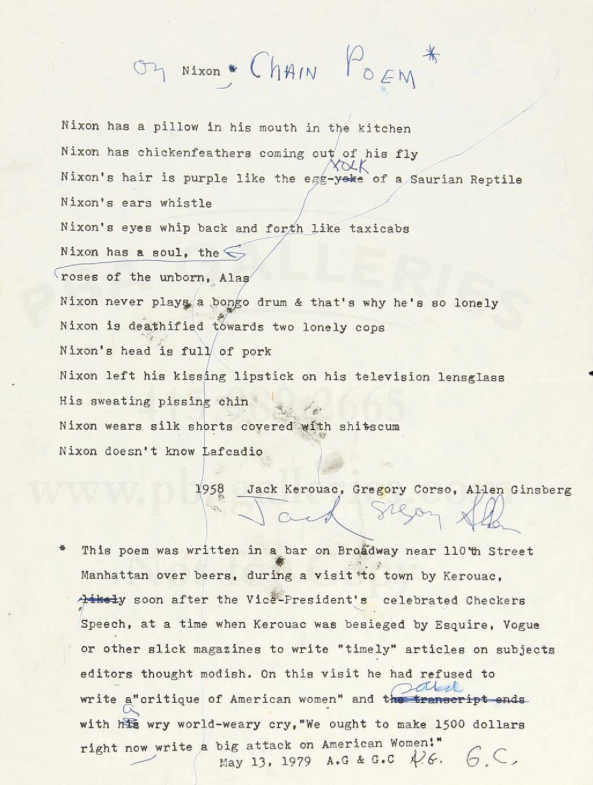 on Nixon * CHAIN POEM*
Nixon has a pillow in his mouth in the kitchen
Nixon has chickenfeathers coming out of his fly
YOLK
Nixon's hair is purple like the egg-yoke of a Saurian Reptile
Nixon's ears whistle
Nixon's eyes whip back and forth like taxicabs
Nixon has a soul, the
roses of the unborn, Alas
Nixon never plays a bongo drum & that's why he's so lonely
Nixon is deathified towards two lonely cops
Nixon's head is full of pork
Nixon left his kissing lipstick on his television lensglass
His sweating pissing chin
Nixon wears silk shorts covered with shitscum
Nixon doesn't know Lafcadio
1958 Jack Kerouac, Gregory Corso, Allen Ginsberg
Jack Gregory Allen
* This poem was written in a bar on Broadway near 110th Street
Manhattan over beers, during a visit to town by Kerouac,
likely soon after the Vice-President's celebrated Checkers
Speech, at a time when Kerouac was besieged by Esquire, Vogue
or other slick magazines to write "timely" articles on subjects
editors thought modish. On this visit he had refused to
write a "critique of American women" and the transcript ends
with his wry world-weary cry,"We ought to make 1500 dollars
right now write a big attack on American Women!"
May 13, 1979 A.G & G.C A.G. G.C.
PBA GALLERIES